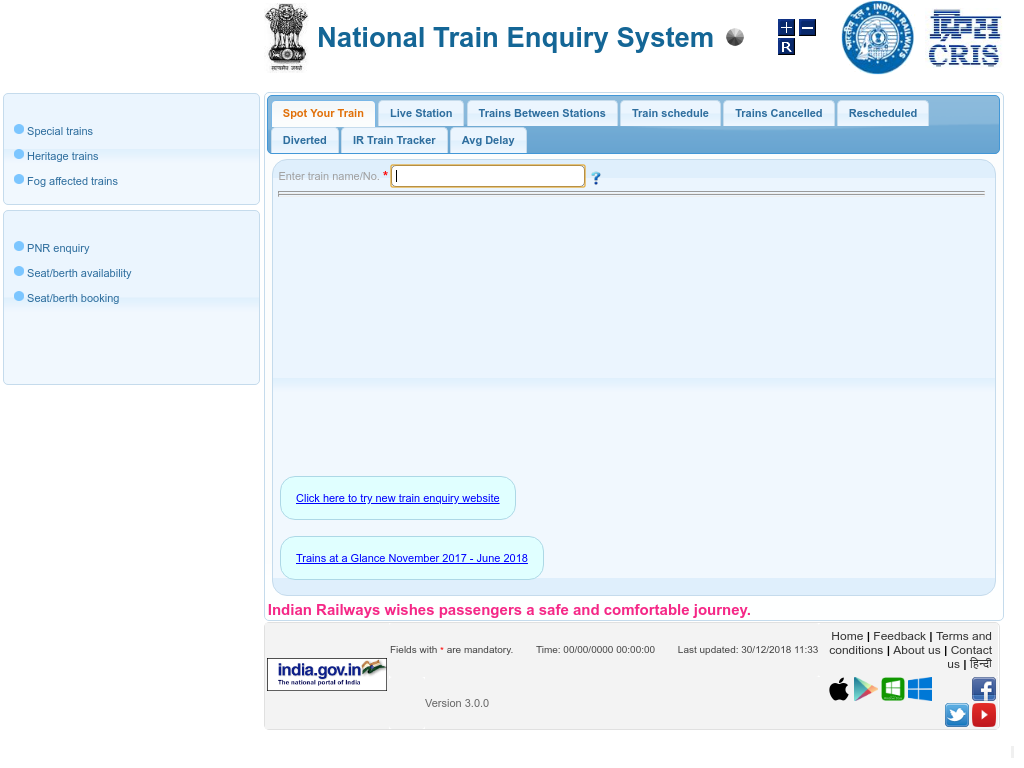 सत्यमेव जयते
National Train Enquiry System
+ −
R
INDIAN RAILWAYS
भारतीय रेल
क्रिस
CRIS
Special trains
Heritage trains
Fog affected trains
PNR enquiry
Seat/berth availability
Seat/berth booking
Spot Your Train Live Station Trains Between Stations Train schedule Trains Cancelled Rescheduled
Diverted IR Train Tracker Avg Delay
Enter train name/No. * ?
Click here to try new train enquiry website
Trains at a Glance November 2017 - June 2018
Indian Railways wishes passengers a safe and comfortable journey.
india.gov.in
The national portal of India
Fields with * are mandatory. Time: 00/00/0000 00:00:00 Last updated: 30/12/2018 11:33
Version 3.0.0
Home | Feedback | Terms and
conditions | About us | Contact
us | हिन्दी